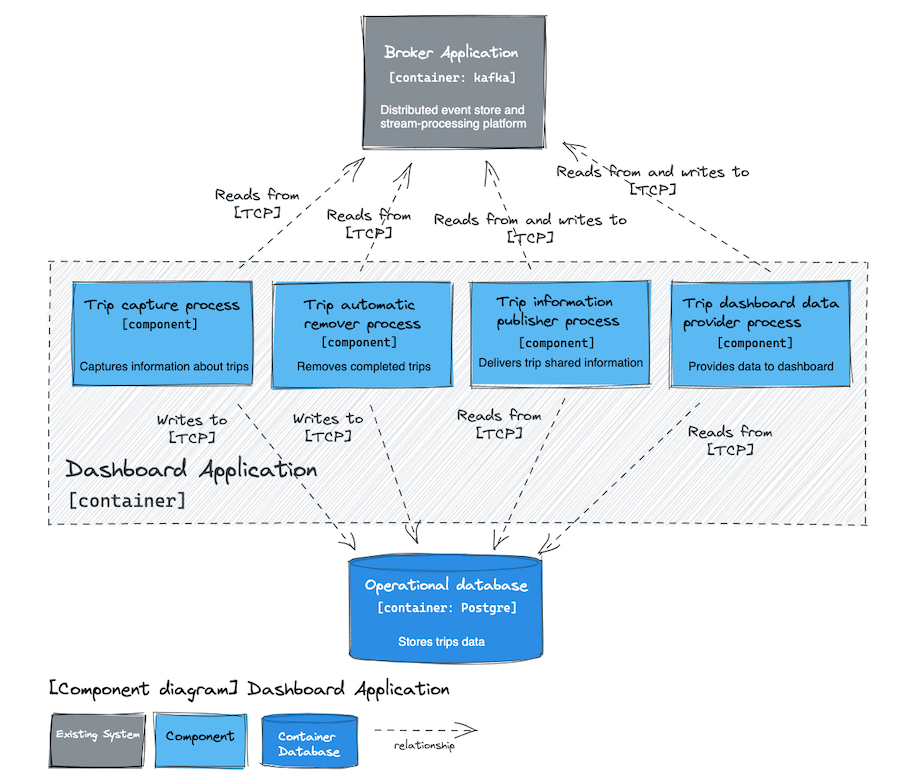 Broker Application
[container: kafka]
Distributed event store and
stream-processing platform
Reads from
[TCP]
Reads from
[TCP]
Reads from and writes to
[TCP]
Reads from and writes to
[TCP]
Trip capture process
[component]
Captures information about trips
Trip automatic
remover process
[component]
Removes completed trips
Trip information
publisher process
[component]
Delivers trip shared information
Trip dashboard data
provider process
[component]
Provides data to dashboard
Writes to
[TCP]
Writes to
[TCP]
Reads from
[TCP]
Reads from
[TCP]
Dashboard Application
[container]
Operational database
[container: Postgre]
Stores trips data
[Component diagram] Dashboard Application
Existing System
Component
Container
Database
relationship